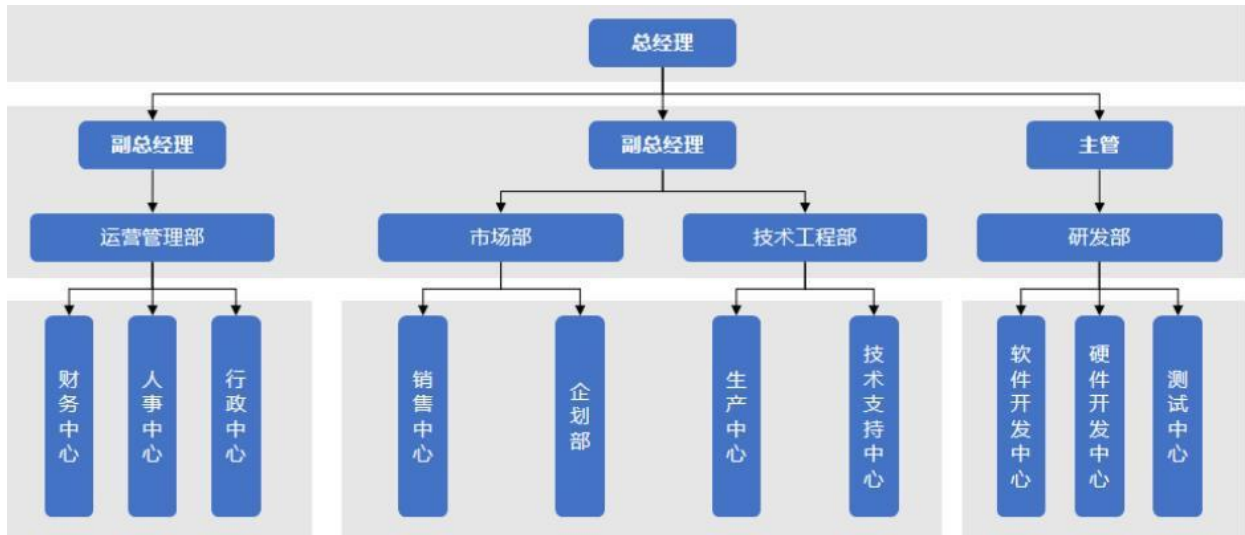 总经理
副总经理
副总经理
主管
运营管理部
市场部
技术工程部
研发部
财务中心
人事中心
行政中心
销售中心
企划部
生产中心
技术支持中心
软件开发中心
硬件开发中心
测试中心